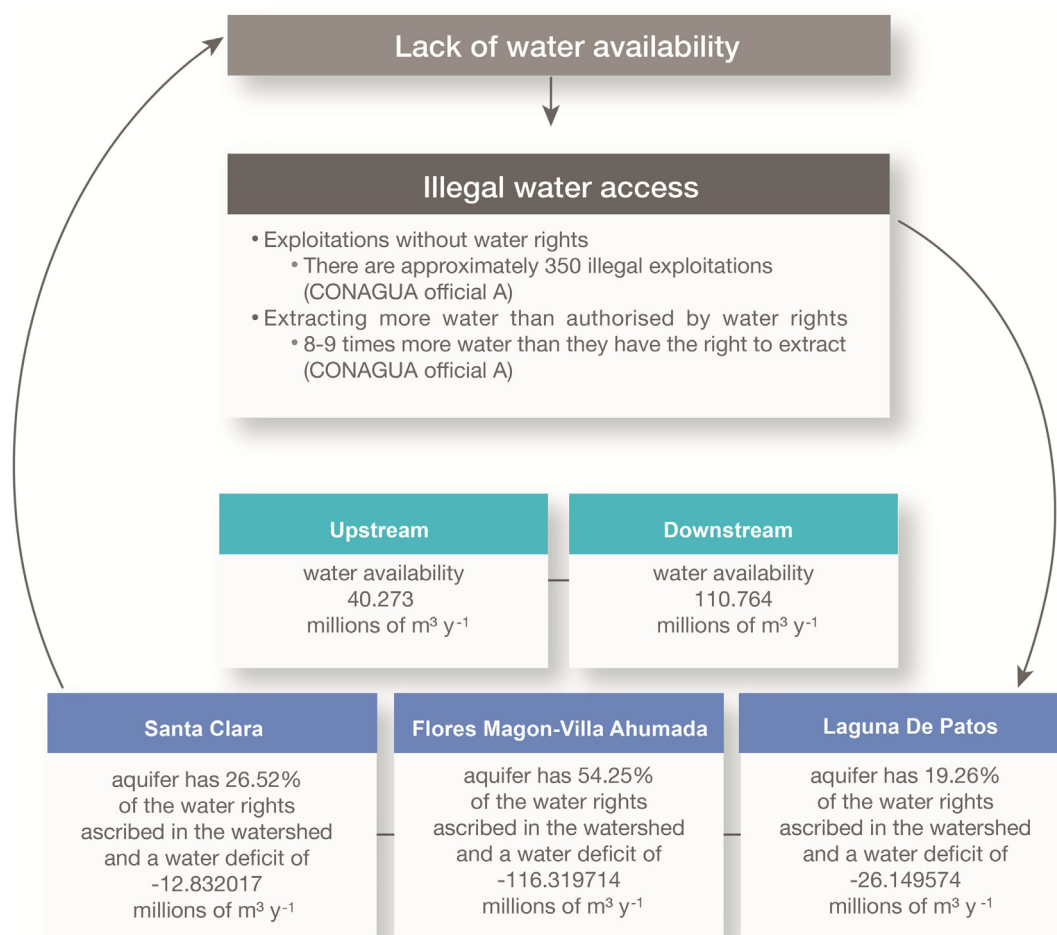 Lack of water availability
Illegal water access
• Exploitations without water rights
• There are approximately 350 illegal exploitations
(CONAGUA official A)
• Extracting more water than authorised by water rights
• 8-9 times more water than they have the right to extract
(CONAGUA official A)
Upstream
water availability
40.273
millions of m³ y⁻¹
Downstream
water availability
110.764
millions of m³ y⁻¹
Santa Clara
aquifer has 26.52%
of the water rights
ascribed in the watershed
and a water deficit of
-12.832017
millions of m³ y⁻¹
Flores Magon-Villa Ahumada
aquifer has 54.25%
of the water rights
ascribed in the watershed
and a water deficit of
-116.319714
millions of m³ y⁻¹
Laguna De Patos
aquifer has 19.26%
of the water rights
ascribed in the watershed
and a water deficit of
-26.149574
millions of m³ y⁻¹